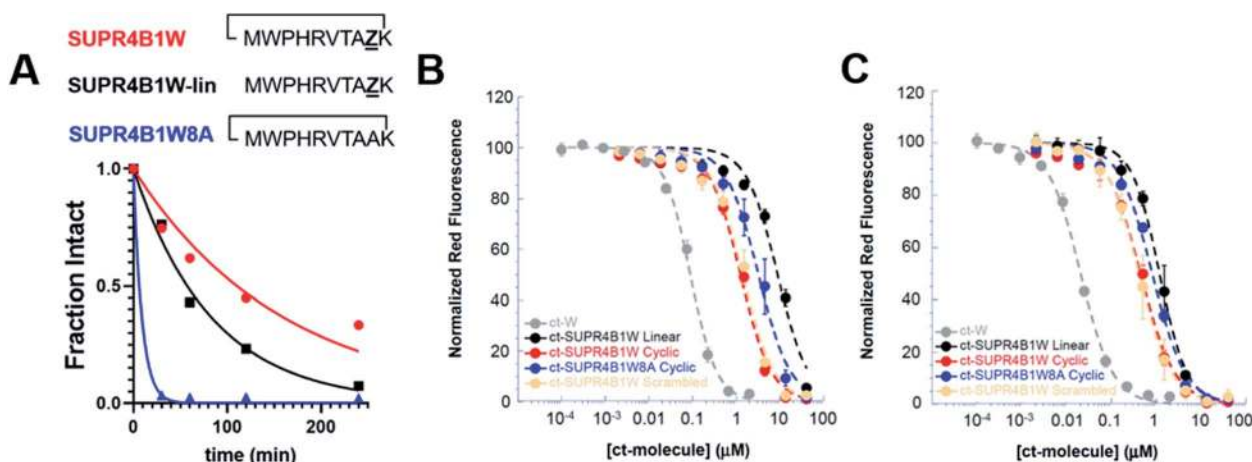 A
SUPR4B1W MWPHRVTAZK
SUPR4B1W-lin MWPHRVTAZK
SUPR4B1W8A MWPHRVTAAK
Fraction Intact
1.0
0.5
0.0
0 100 200
time (min)
B
Normalized Red Fluorescence
120
100
80
60
40
20
0
ct-W
ct-SUPR4B1W Linear
ct-SUPR4B1W Cyclic
ct-SUPR4B1W8A Cyclic
ct-SUPR4B1W Scrambled
10-4 10-3 0.01 0.1 1 10 100
[ct-molecule] (μM)
C
Normalized Red Fluorescence
120
100
80
60
40
20
0
ct-W
ct-SUPR4B1W Linear
ct-SUPR4B1W Cyclic
ct-SUPR4B1W8A Cyclic
ct-SUPR4B1W Scrambled
10-4 10-3 0.01 0.1 1 10 100
[ct-molecule] (μM)